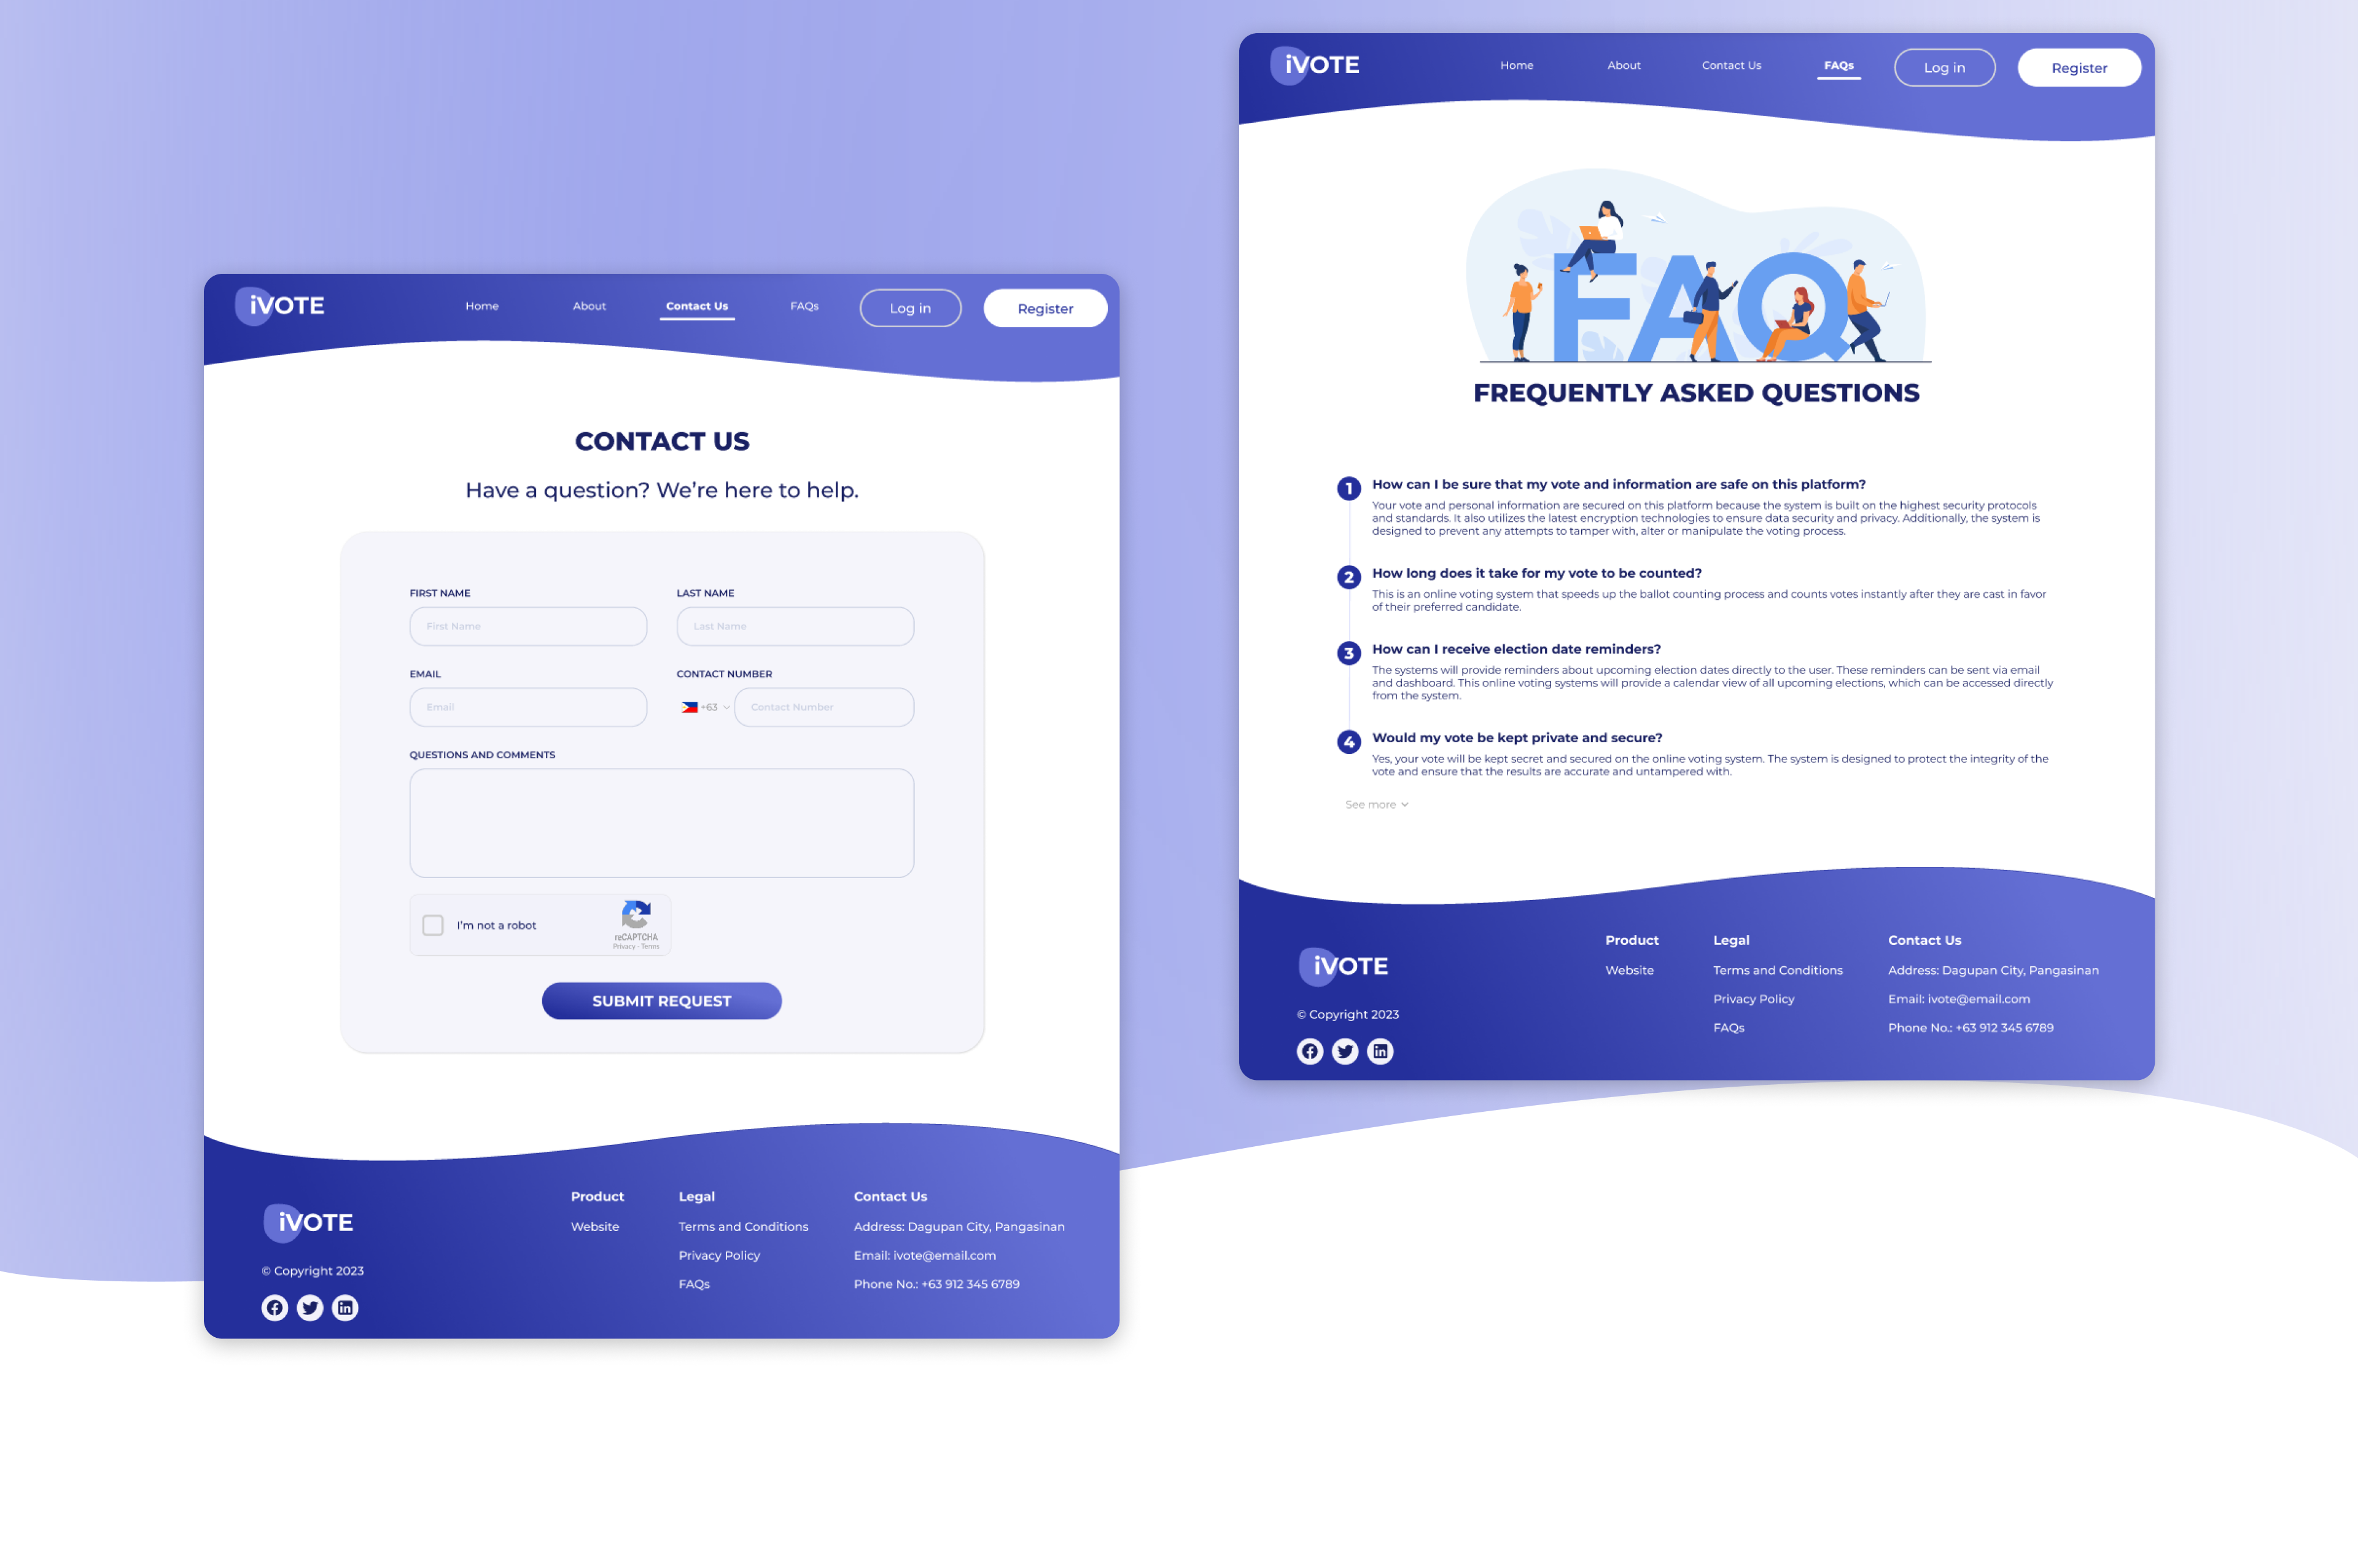 iVOTE
Home
About
Contact Us
FAQs
Log in
Register
CONTACT US
Have a question? We're here to help.
FIRST NAME
LAST NAME
First Name
Last Name
EMAIL
CONTACT NUMBER
Email
+63
Contact Number
QUESTIONS AND COMMENTS
I'm not a robot
reCAPTCHA
Privacy - Terms
SUBMIT REQUEST
iVOTE
© Copyright 2023
Product
Website
Legal
Terms and Conditions
Privacy Policy
FAQs
Contact Us
Address: Dagupan City, Pangasinan
Email: ivote@email.com
Phone No.: +63 912 345 6789
iVOTE
Home
About
Contact Us
FAQs
Log in
Register
FAQ
FREQUENTLY ASKED QUESTIONS
1
How can I be sure that my vote and information are safe on this platform?
Your vote and personal information are secured on this platform because the system is built on the highest security protocols
and standards. It also utilizes the latest encryption technologies to ensure data security and privacy. Additionally, the system is
designed to prevent any attempts to tamper with, alter or manipulate the voting process.
2
How long does it take for my vote to be counted?
This is an online voting system that speeds up the ballot counting process and counts votes instantly after they are cast in favor
of their preferred candidate.
3
How can I receive election date reminders?
The systems will provide reminders about upcoming election dates directly to the user. These reminders can be sent via email
and dashboard. This online voting systems will provide a calendar view of all upcoming elections, which can be accessed directly
from the system.
4
Would my vote be kept private and secure?
Yes, your vote will be kept secret and secured on the online voting system. The system is designed to protect the integrity of the
vote and ensure that the results are accurate and untampered with.
See more
iVOTE
© Copyright 2023
Product
Website
Legal
Terms and Conditions
Privacy Policy
FAQs
Contact Us
Address: Dagupan City, Pangasinan
Email: ivote@email.com
Phone No.: +63 912 345 6789